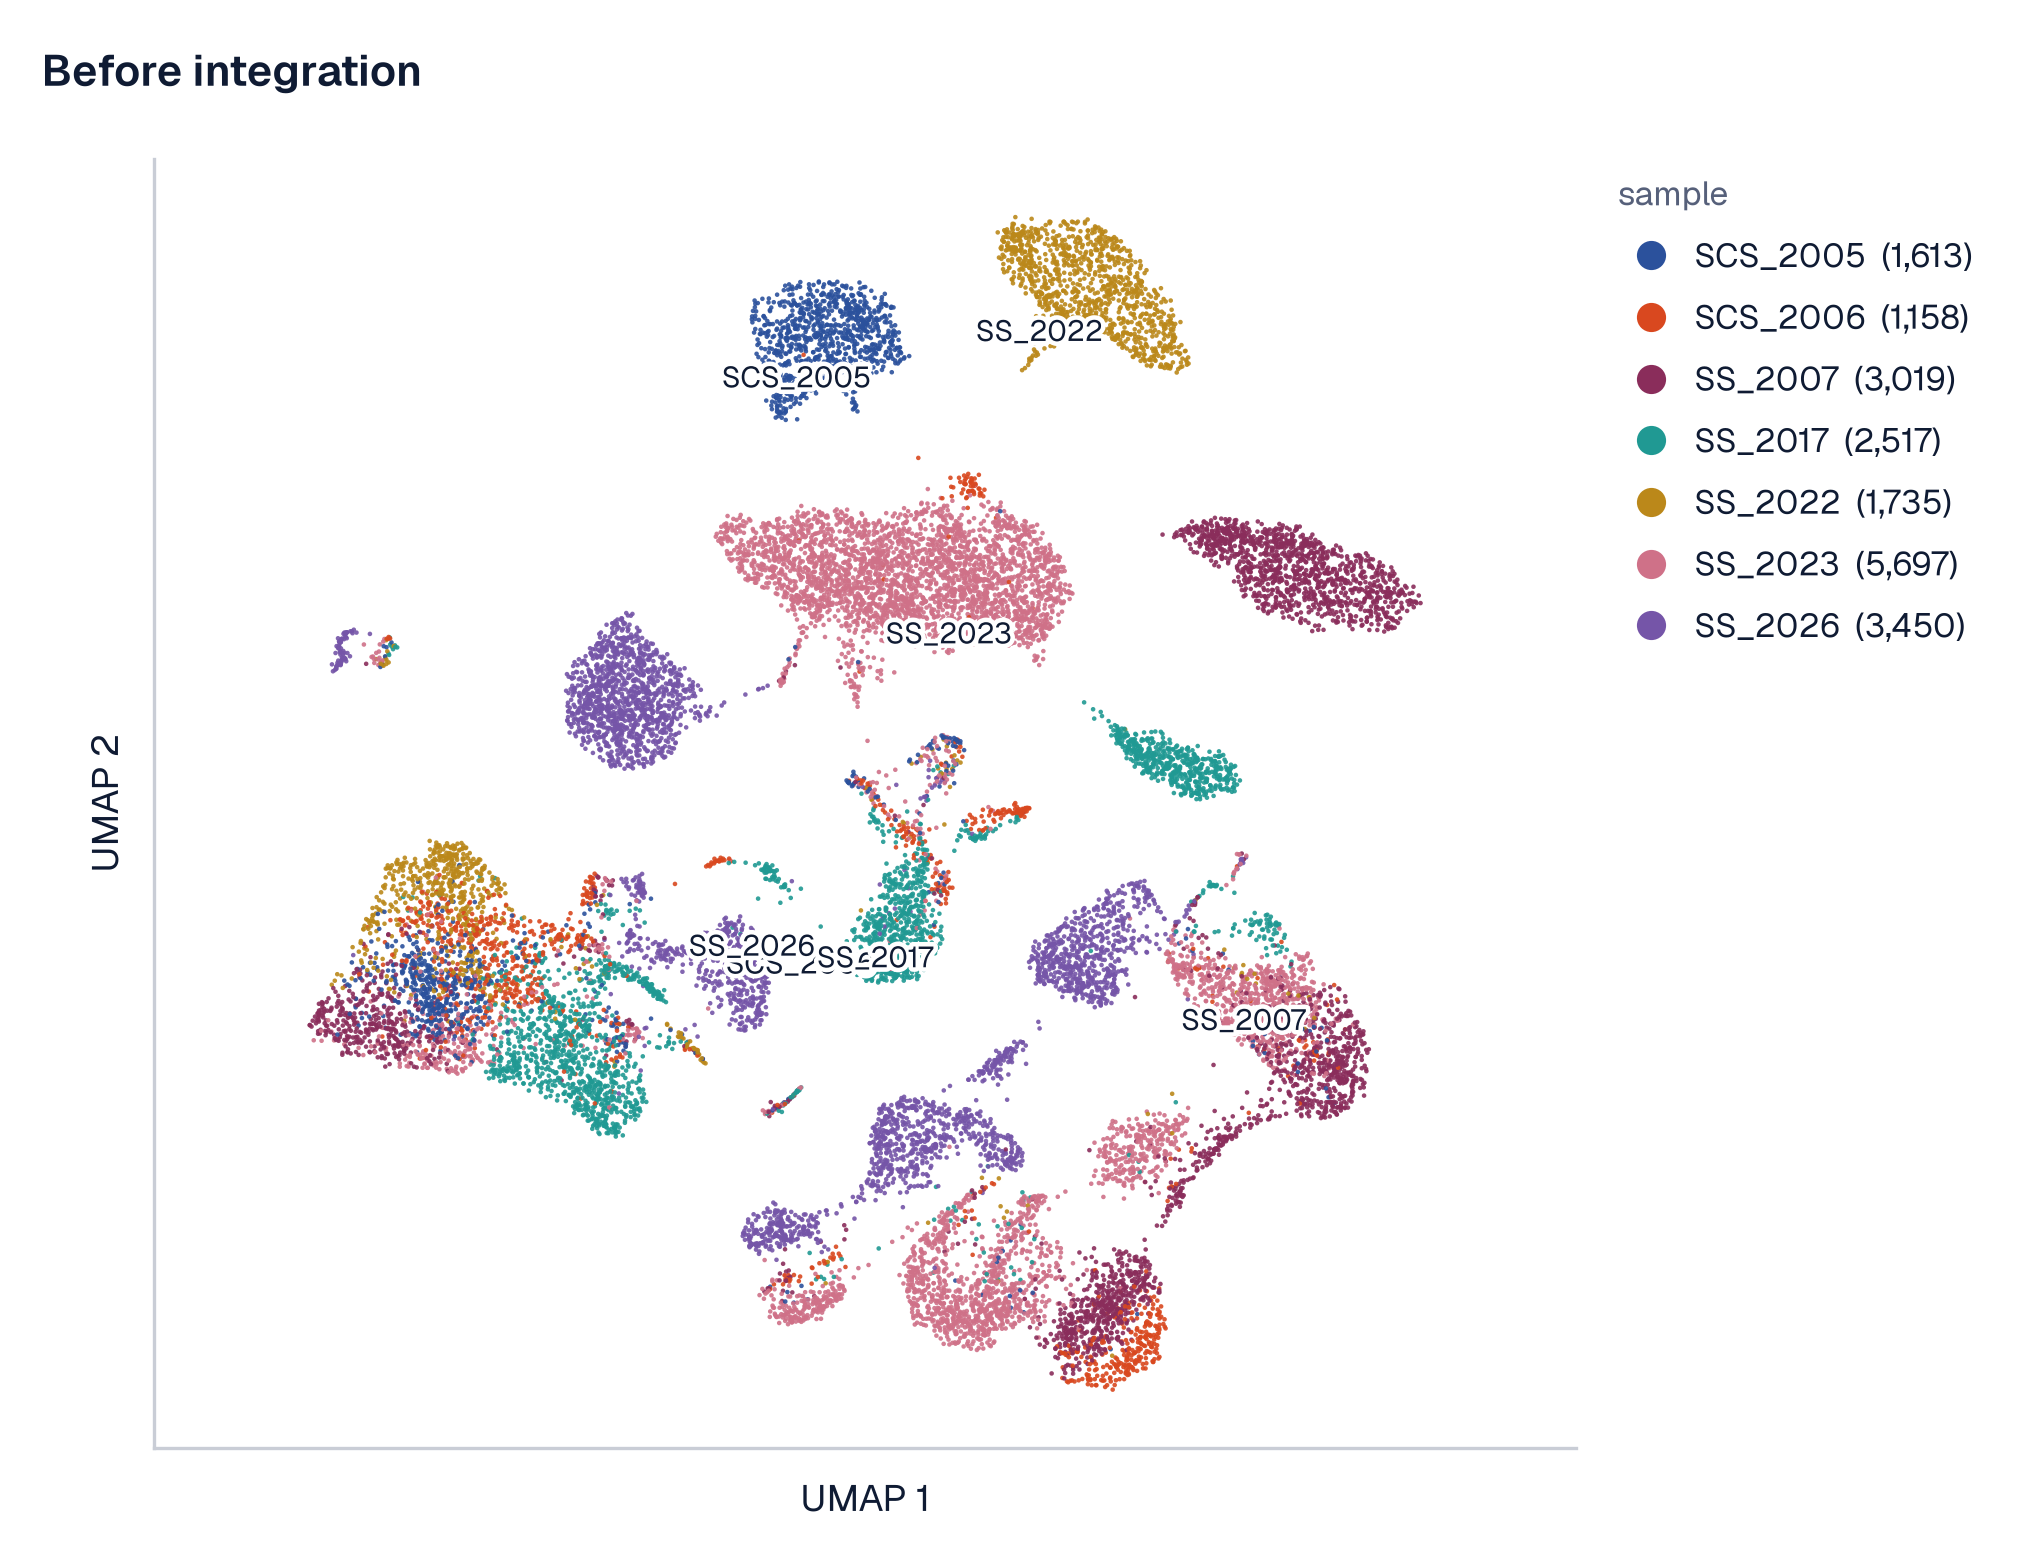 Before integration
sample
SCS_2005 (1,613)
SCS_2006 (1,158)
SS_2007 (3,019)
SS_2017 (2,517)
SS_2022 (1,735)
SS_2023 (5,697)
SS_2026 (3,450)
SS_2022
SCS_2005
SS_2023
SS_2026
SS_2017
SS_2007
UMAP 2
UMAP 1